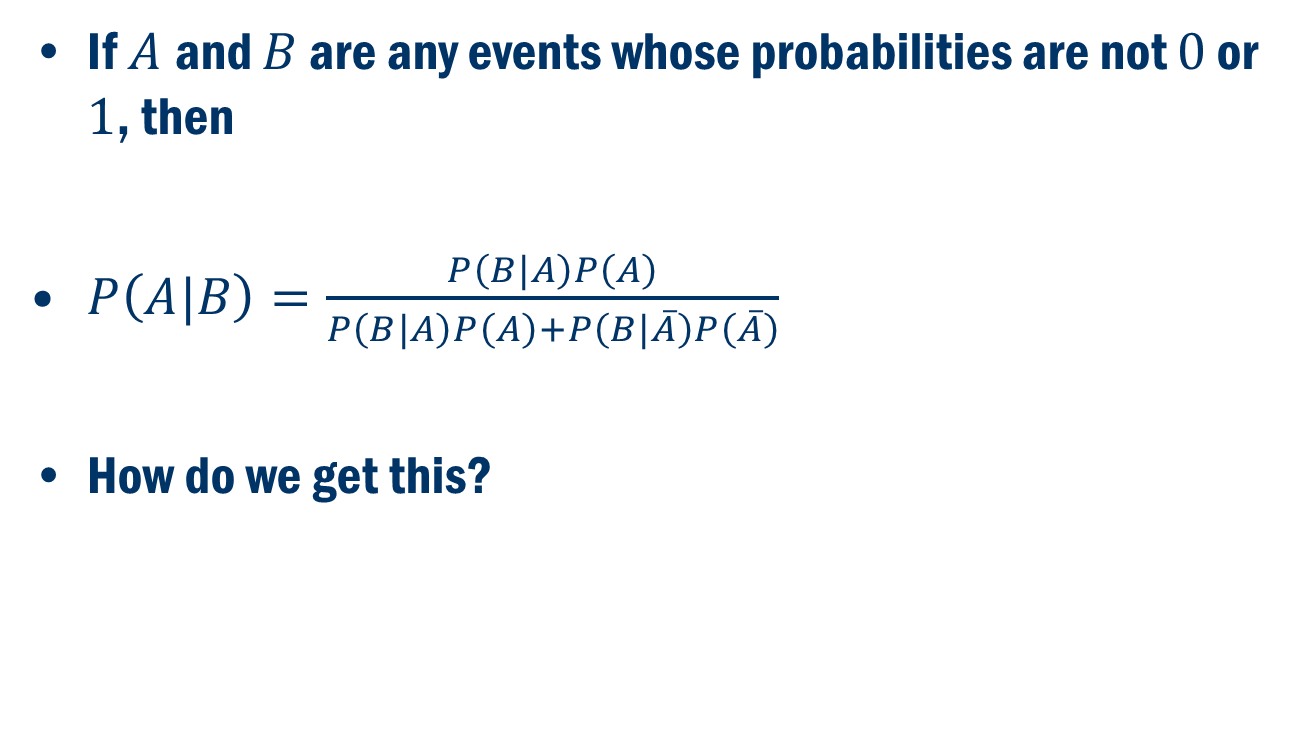 • If 𝐴 and 𝐵 are any events whose probabilities are not 0 or
1, then
• 𝑃(𝐴|𝐵) = 𝑃(𝐵|𝐴)𝑃(𝐴) / 𝑃(𝐵|𝐴)𝑃(𝐴)+𝑃(𝐵|𝐴̅)𝑃(𝐴̅)
• How do we get this?